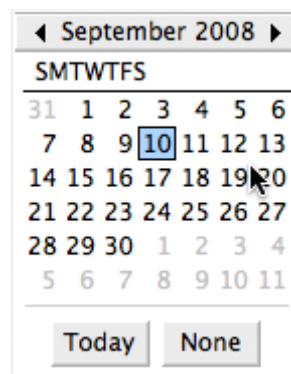 September 2008
SMTWTFS
31 1 2 3 4 5 6
7 8 9 10 11 12 13
14 15 16 17 18 19 20
21 22 23 24 25 26 27
28 29 30 1 2 3 4
5 6 7 8 9 10 11
Today None